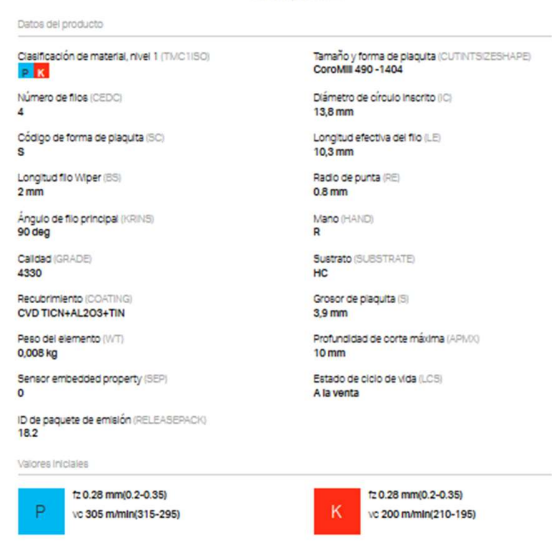 Datos del producto
Clasificación de material, nivel 1 (TMC1ISO)
P K
Tamaño y forma de plaquita (CUTINTSIZESHAPE)
CoroMill 490 -1404
Número de filos (CEDC)
4
Diámetro de círculo inscrito (IC)
13,8 mm
Código de forma de plaquita (SC)
S
Longitud efectiva del filo (LE)
10,3 mm
Longitud filo Wiper (BS)
2 mm
Radio de punta (RE)
0.8 mm
Ángulo de filo principal (KRINS)
90 deg
Mano (HAND)
R
Calidad (GRADE)
4330
Sustrato (SUBSTRATE)
HC
Recubrimiento (COATING)
CVD TICN+AL2O3+TIN
Grosor de plaquita (S)
3,9 mm
Peso del elemento (WT)
0,008 kg
Profundidad de corte máxima (APMX)
10 mm
Sensor embedded property (SEP)
0
Estado de ciclo de vida (LCS)
A la venta
ID de paquete de emisión (RELEASEPACK)
18.2
Valores iniciales
P
fz 0.28 mm(0.2-0.35)
vc 305 m/min(315-295)
K
fz 0.28 mm(0.2-0.35)
vc 200 m/min(210-195)